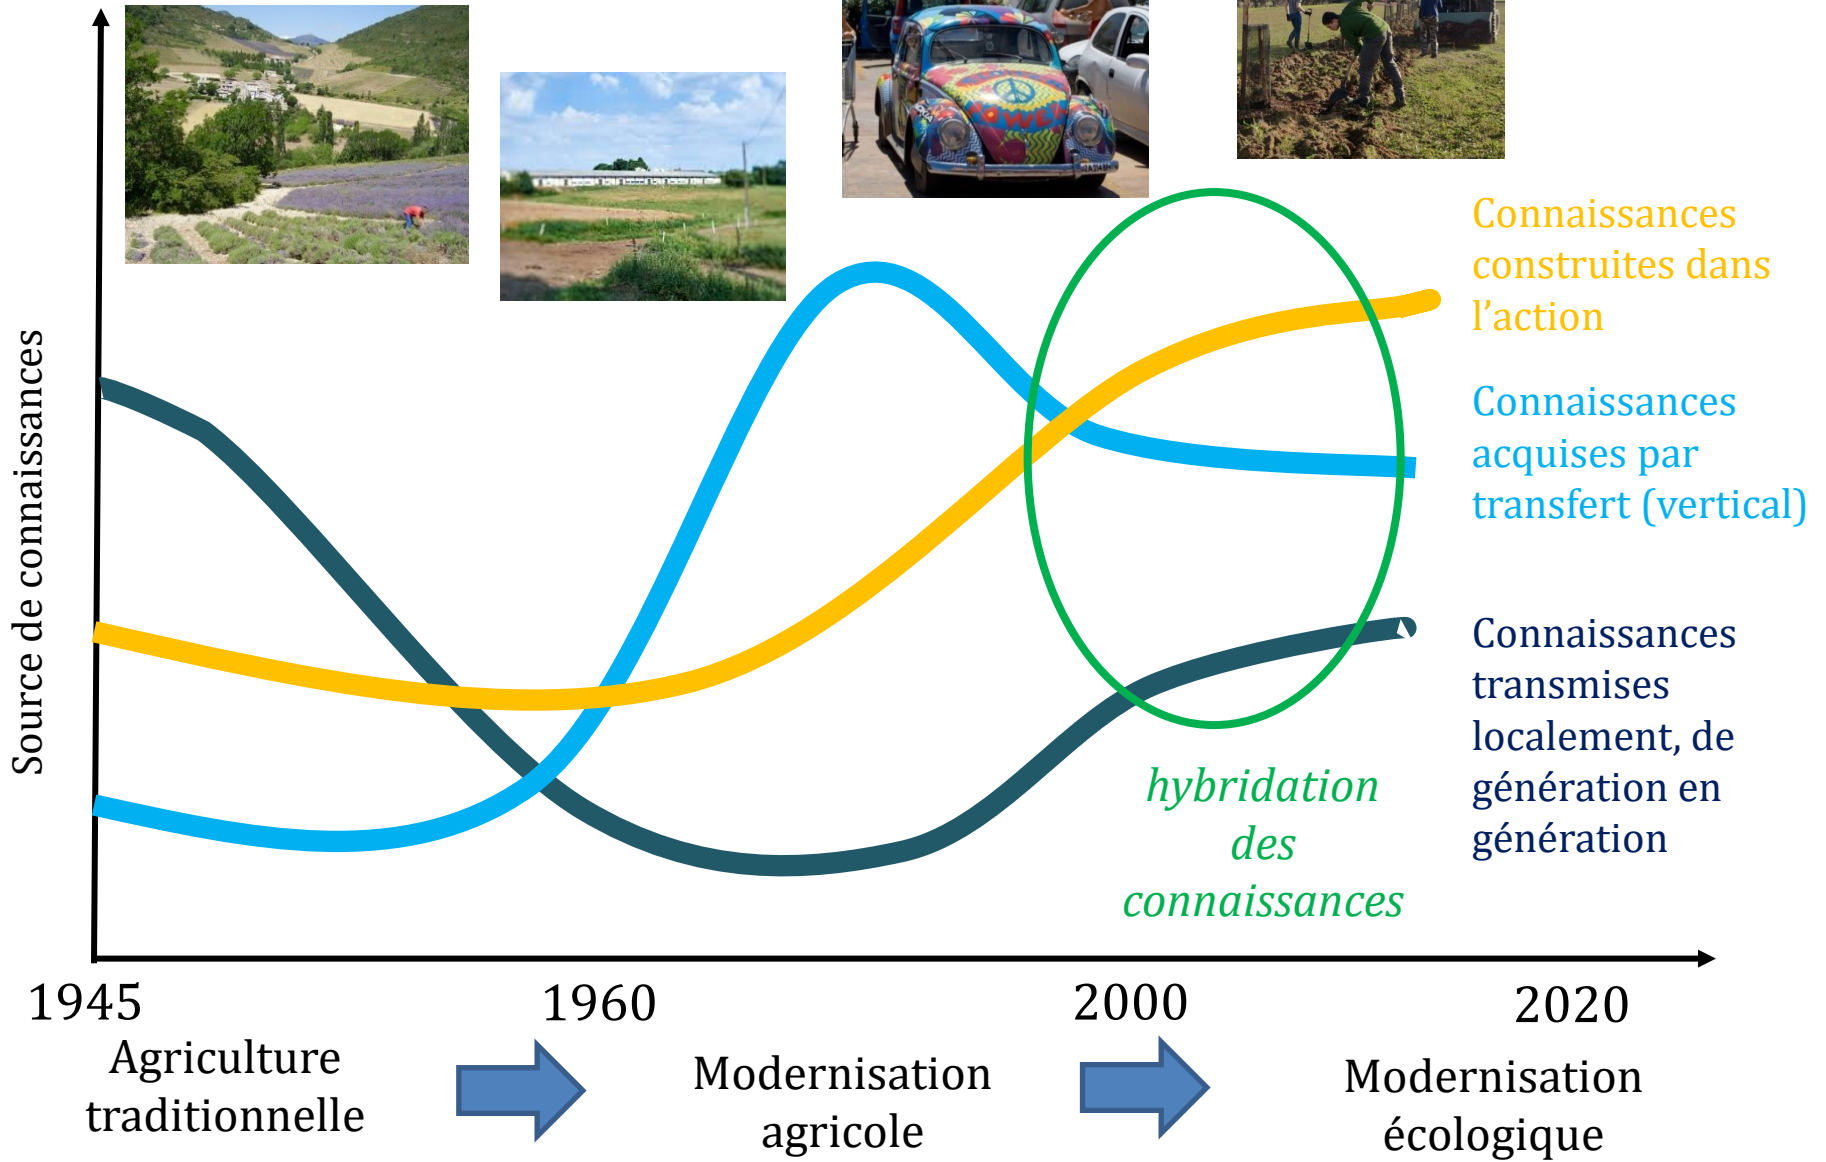 Source de connaissances
Connaissances
construites dans
l’action
Connaissances
acquises par
transfert (vertical)
Connaissances
transmises
localement, de
génération en
génération
hybridation
des
connaissances
1945
1960
2000
2020
Agriculture
traditionnelle
Modernisation
agricole
Modernisation
écologique